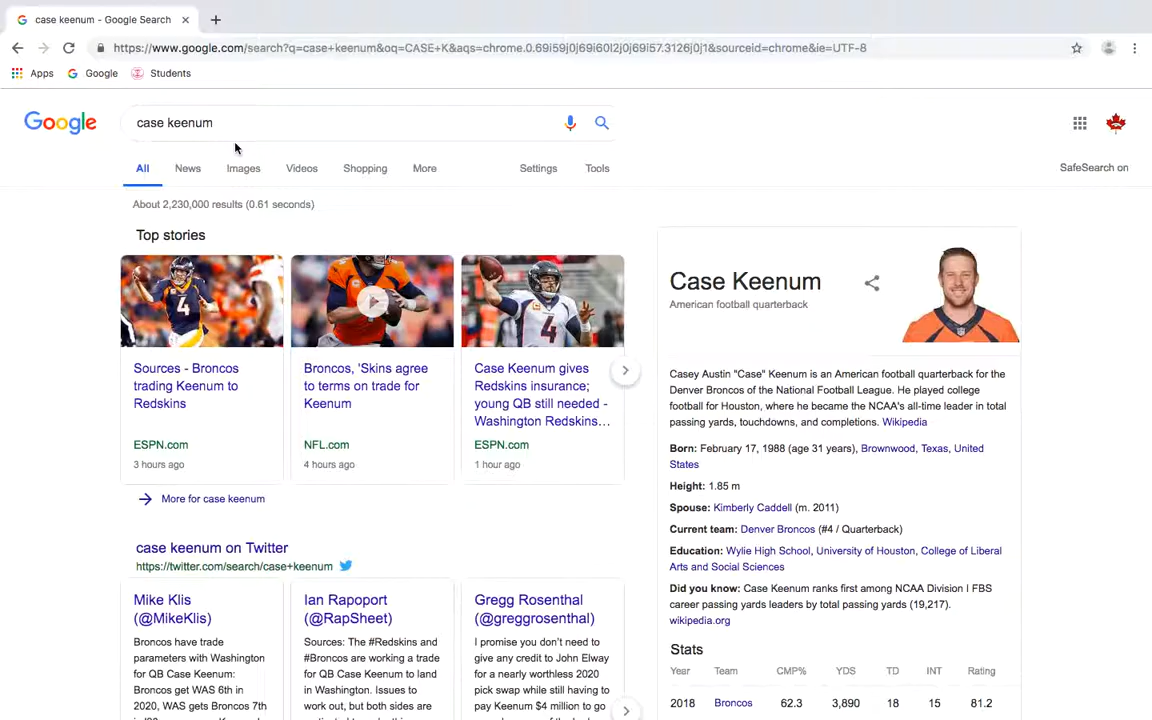 case keenum - Google Search
https://www.google.com/search?q=case+keenum&oq=CASE+K&aqs=chrome.0.69i59j0j69i60l2j0j69i57.3126j0j1&sourceid=chrome&ie=UTF-8
Apps Google Students
Google case keenum
All News Images Videos Shopping More Settings Tools SafeSearch on
About 2,230,000 results (0.61 seconds)
Top stories
Sources - Broncos
trading Keenum to
Redskins
ESPN.com
3 hours ago
Broncos, 'Skins agree
to terms on trade for
Keenum
NFL.com
4 hours ago
Case Keenum gives
Redskins insurance;
young QB still needed -
Washington Redskins…
ESPN.com
1 hour ago
More for case keenum
case keenum on Twitter
https://twitter.com/search/case+keenum
Mike Klis
(@MikeKlis)
Broncos have trade
parameters with Washington
for QB Case Keenum:
Broncos get WAS 6th in
2020, WAS gets Broncos 7th
Ian Rapoport
(@RapSheet)
Sources: The #Redskins and
#Broncos are working a trade
for QB Case Keenum to land
in Washington. Issues to
work out, but both sides are
Gregg Rosenthal
(@greggrosenthal)
I promise you don't need to
give any credit to John Elway
for a nearly worthless 2020
pick swap while still having to
pay Keenum $4 million to go
Case Keenum
American football quarterback
Casey Austin "Case" Keenum is an American football quarterback for the
Denver Broncos of the National Football League. He played college
football for Houston, where he became the NCAA's all-time leader in total
passing yards, touchdowns, and completions. Wikipedia
Born: February 17, 1988 (age 31 years), Brownwood, Texas, United
States
Height: 1.85 m
Spouse: Kimberly Caddell (m. 2011)
Current team: Denver Broncos (#4 / Quarterback)
Education: Wylie High School, University of Houston, College of Liberal
Arts and Social Sciences
Did you know: Case Keenum ranks first among NCAA Division I FBS
career passing yards leaders by total passing yards (19,217).
wikipedia.org
Stats
Year Team CMP% YDS TD INT Rating
2018 Broncos 62.3 3,890 18 15 81.2